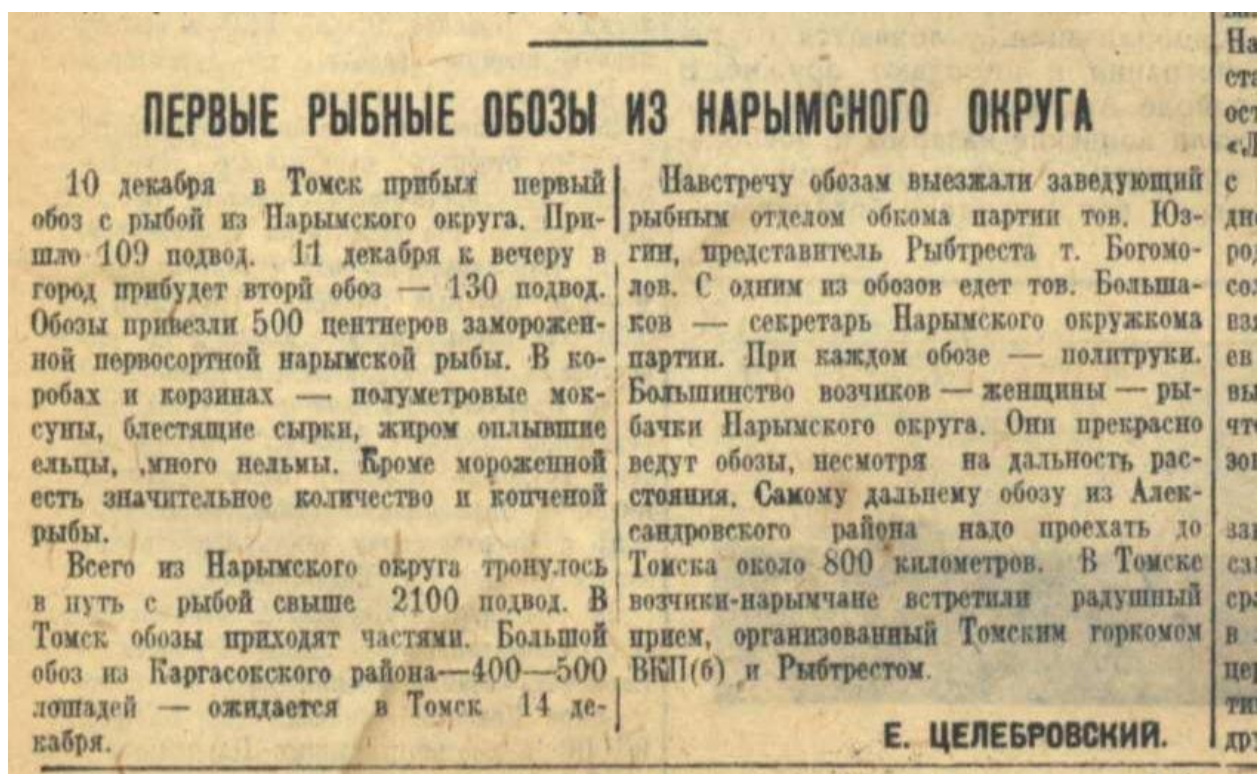 ПЕРВЫЕ РЫБНЫЕ ОБОЗЫ ИЗ НАРЫМСНОГО ОКРУГА
10 декабря в Томск прибыл первый
обоз с рыбой из Нарымского округа. При-
шло 109 подвод. 11 декабря к вечеру в
город прибудет вторй обоз — 130 подвод.
Обозы привезли 500 центнеров заморожен-
ной первосортной нарымской рыбы. В ко-
робах и корзинах — полуметровые мок-
суны, блестящие сырки, жиром оплывшие
ельцы, много нельмы. Кроме мороженной
есть значительное количество и копченой
рыбы.
Всего из Нарымского округа тронулось
в путь с рыбой свыше 2100 подвод. В
Томск обозы приходят частями. Большой
обоз из Каргасокского района—400—500
лошадей — ожидается в Томск 14 де-
кабря.
Навстречу обозам выезжали заведующий
рыбным отделом обкома партии тов. Юз-
гин, представитель Рыбтреста т. Богомо-
лов. С одним из обозов едет тов. Больша-
ков — секретарь Нарымского окружкома
партии. При каждом обозе — политруки.
Большинство возчиков — женщины — ры-
бачки Нарымского округа. Они прекрасно
ведут обозы, несмотря на дальность рас-
стояния. Самому дальнему обозу из Алек-
сандровского района надо проехать до
Томска около 800 километров. В Томске
возчики-нарымчане встретили радушный
прием, организованный Томским горкомом
ВКП(б) и Рыбтрестом.
Е. ЦЕЛЕБРОВСКИЙ.